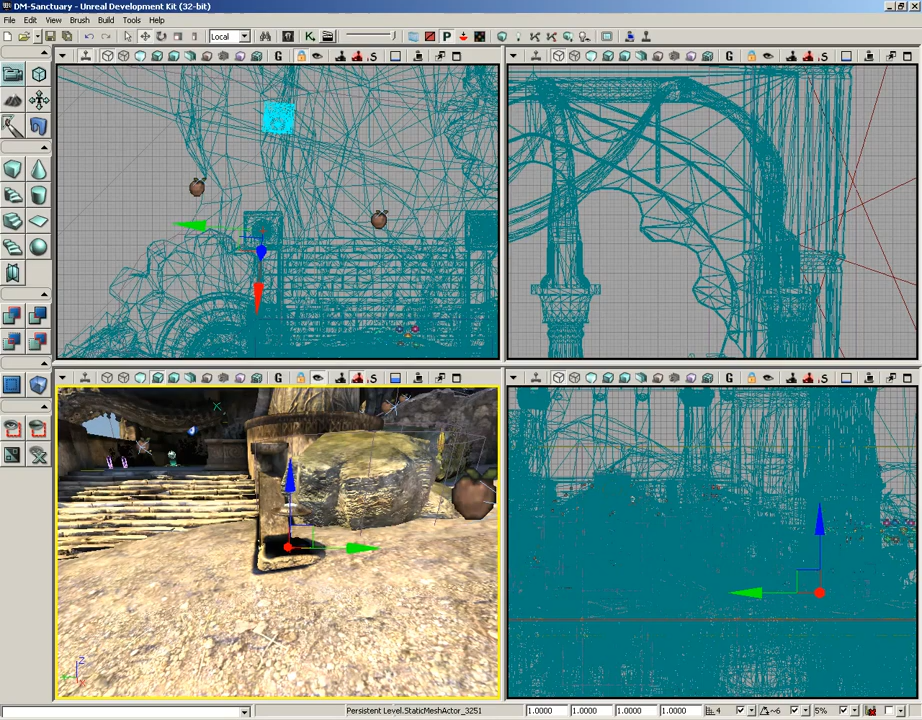 DM-Sanctuary - Unreal Development Kit (32-bit)
File Edit View Brush Build Tools Help
Local
P
G
S
G
S
G
S
G
S
Z
Persistent Level.StaticMeshActor_3251 1.0000 1.0000 1.0000 1.0000 4 ~6 5%